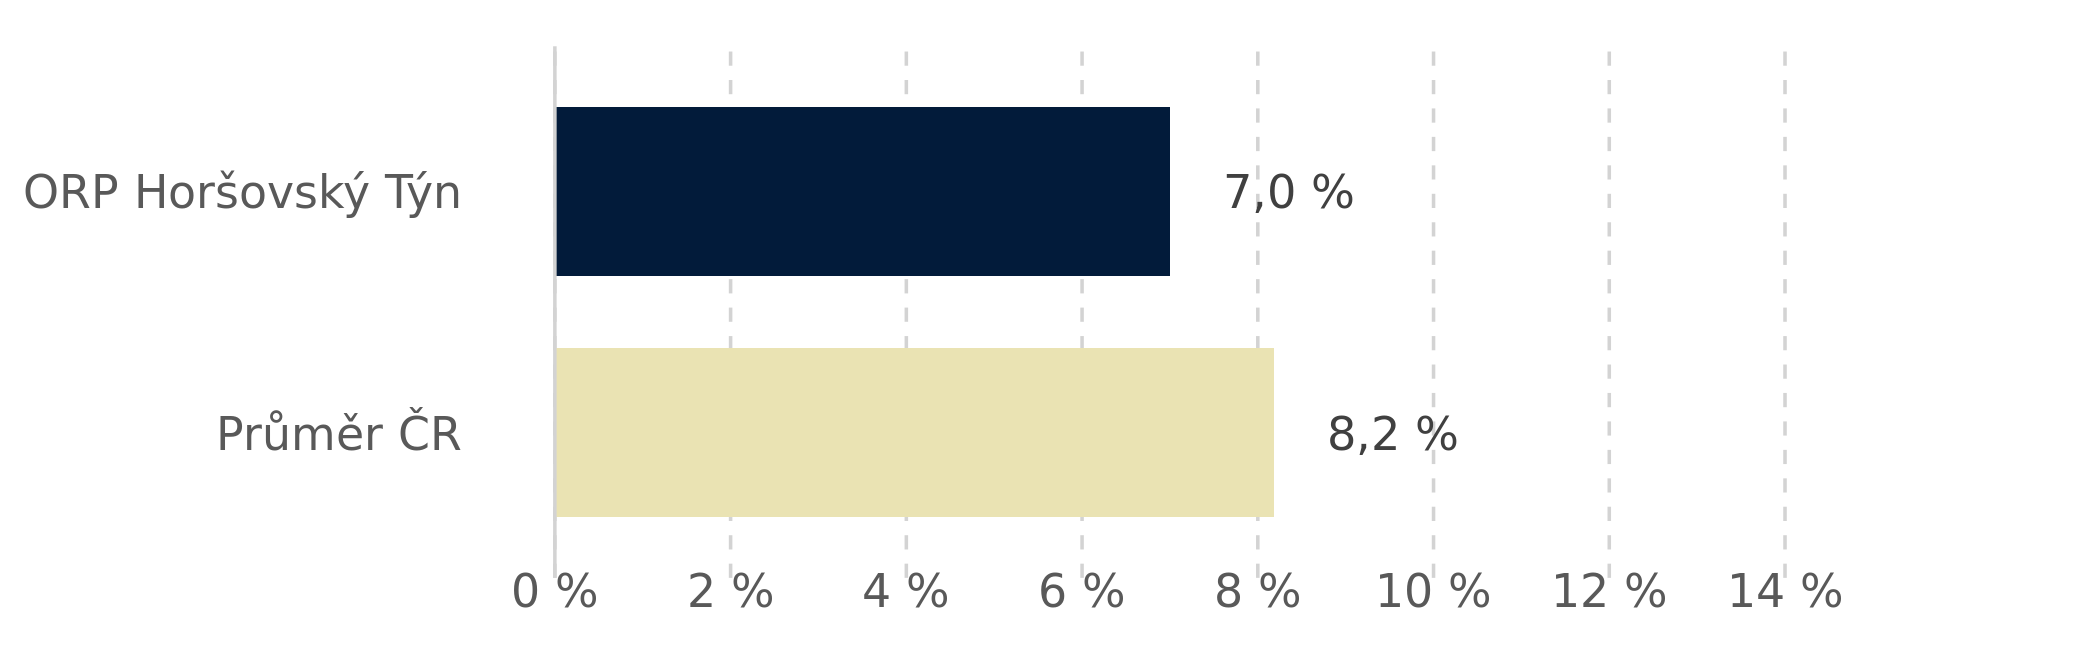 ORP Horšovský Týn
7,0 %
Průměr ČR
8,2 %
0 % 2 % 4 % 6 % 8 % 10 % 12 % 14 %